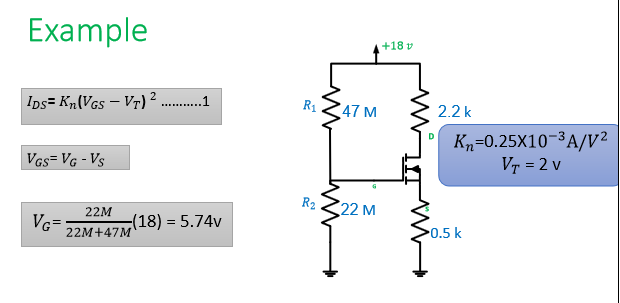 Example
+18 v
I_DS= K_n(V_GS − V_T)^2 ...........1
R_1
47 M
2.2 k
D
K_n=0.25X10^−3 A/V^2
V_T = 2 v
V_GS= V_G - V_S
G
R_2
22 M
S
0.5 k
V_G= 22M/22M+47M (18) = 5.74v